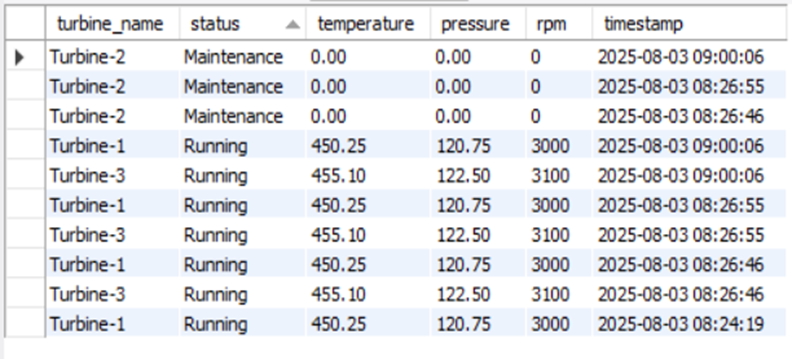 turbine_name status temperature pressure rpm timestamp
Turbine-2 Maintenance 0.00 0.00 0 2025-08-03 09:00:06
Turbine-2 Maintenance 0.00 0.00 0 2025-08-03 08:26:55
Turbine-2 Maintenance 0.00 0.00 0 2025-08-03 08:26:46
Turbine-1 Running 450.25 120.75 3000 2025-08-03 09:00:06
Turbine-3 Running 455.10 122.50 3100 2025-08-03 09:00:06
Turbine-1 Running 450.25 120.75 3000 2025-08-03 08:26:55
Turbine-3 Running 455.10 122.50 3100 2025-08-03 08:26:55
Turbine-1 Running 450.25 120.75 3000 2025-08-03 08:26:46
Turbine-3 Running 455.10 122.50 3100 2025-08-03 08:26:46
Turbine-1 Running 450.25 120.75 3000 2025-08-03 08:24:19